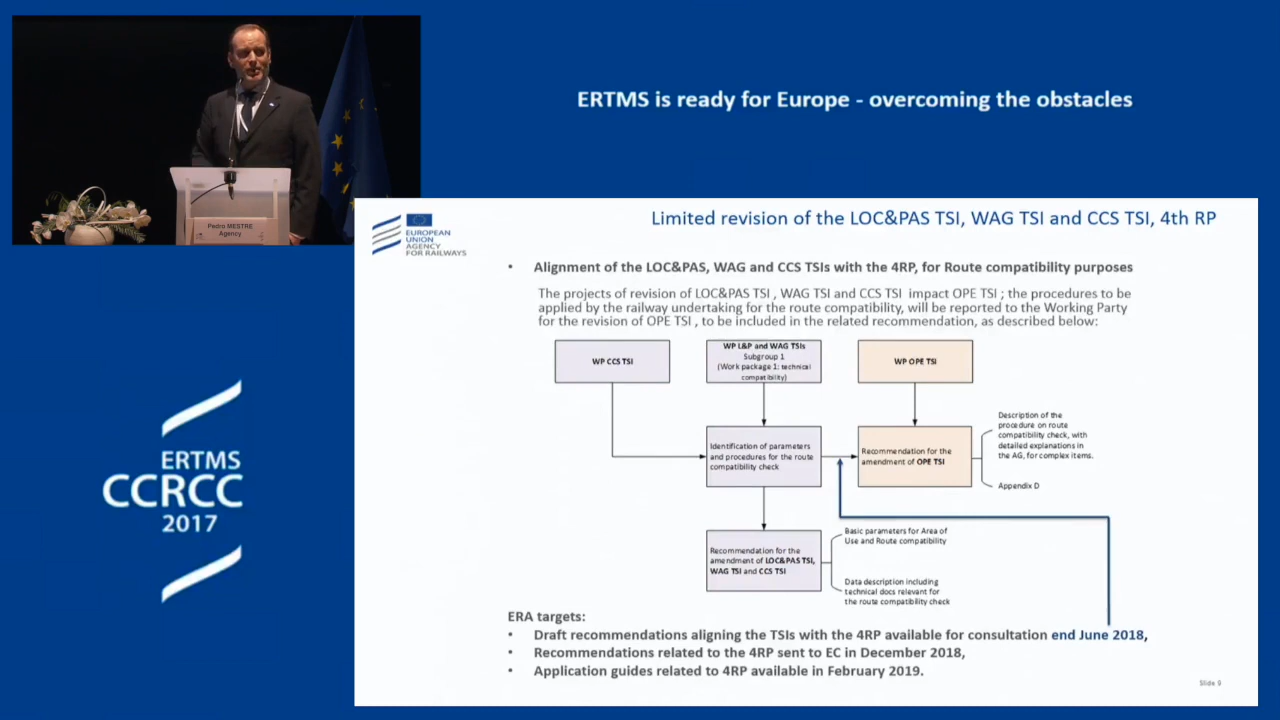 ERTMS is ready for Europe - overcoming the obstacles
Pedro MESTRE
Agency
ERTMS
CCRCC
2017
EUROPEAN
UNION
AGENCY
FOR RAILWAYS
Limited revision of the LOC&PAS TSI, WAG TSI and CCS TSI, 4th RP
• Alignment of the LOC&PAS, WAG and CCS TSIs with the 4RP, for Route compatibility purposes
The projects of revision of LOC&PAS TSI , WAG TSI and CCS TSI impact OPE TSI ; the procedures to be
applied by the railway undertaking for the route compatibility, will be reported to the Working Party
for the revision of OPE TSI , to be included in the related recommendation, as described below:
WP CCS TSI
WP L&P and WAG TSIs
Subgroup 1
(Work package 1: technical
compatibility)
WP OPE TSI
Identification of parameters
and procedures for the route
compatibility check
Recommendation for the
amendment of OPE TSI
Description of the
procedure on route
compatibility check, with
detailed explanations in
the AG, for complex items.
Appendix D
Recommendation for the
amendment of LOC&PAS TSI,
WAG TSI and CCS TSI
Basic parameters for Area of
Use and Route compatibility
Data description including
technical docs relevant for
the route compatibility check
ERA targets:
• Draft recommendations aligning the TSIs with the 4RP available for consultation end June 2018,
• Recommendations related to the 4RP sent to EC in December 2018,
• Application guides related to 4RP available in February 2019.
Slide 9